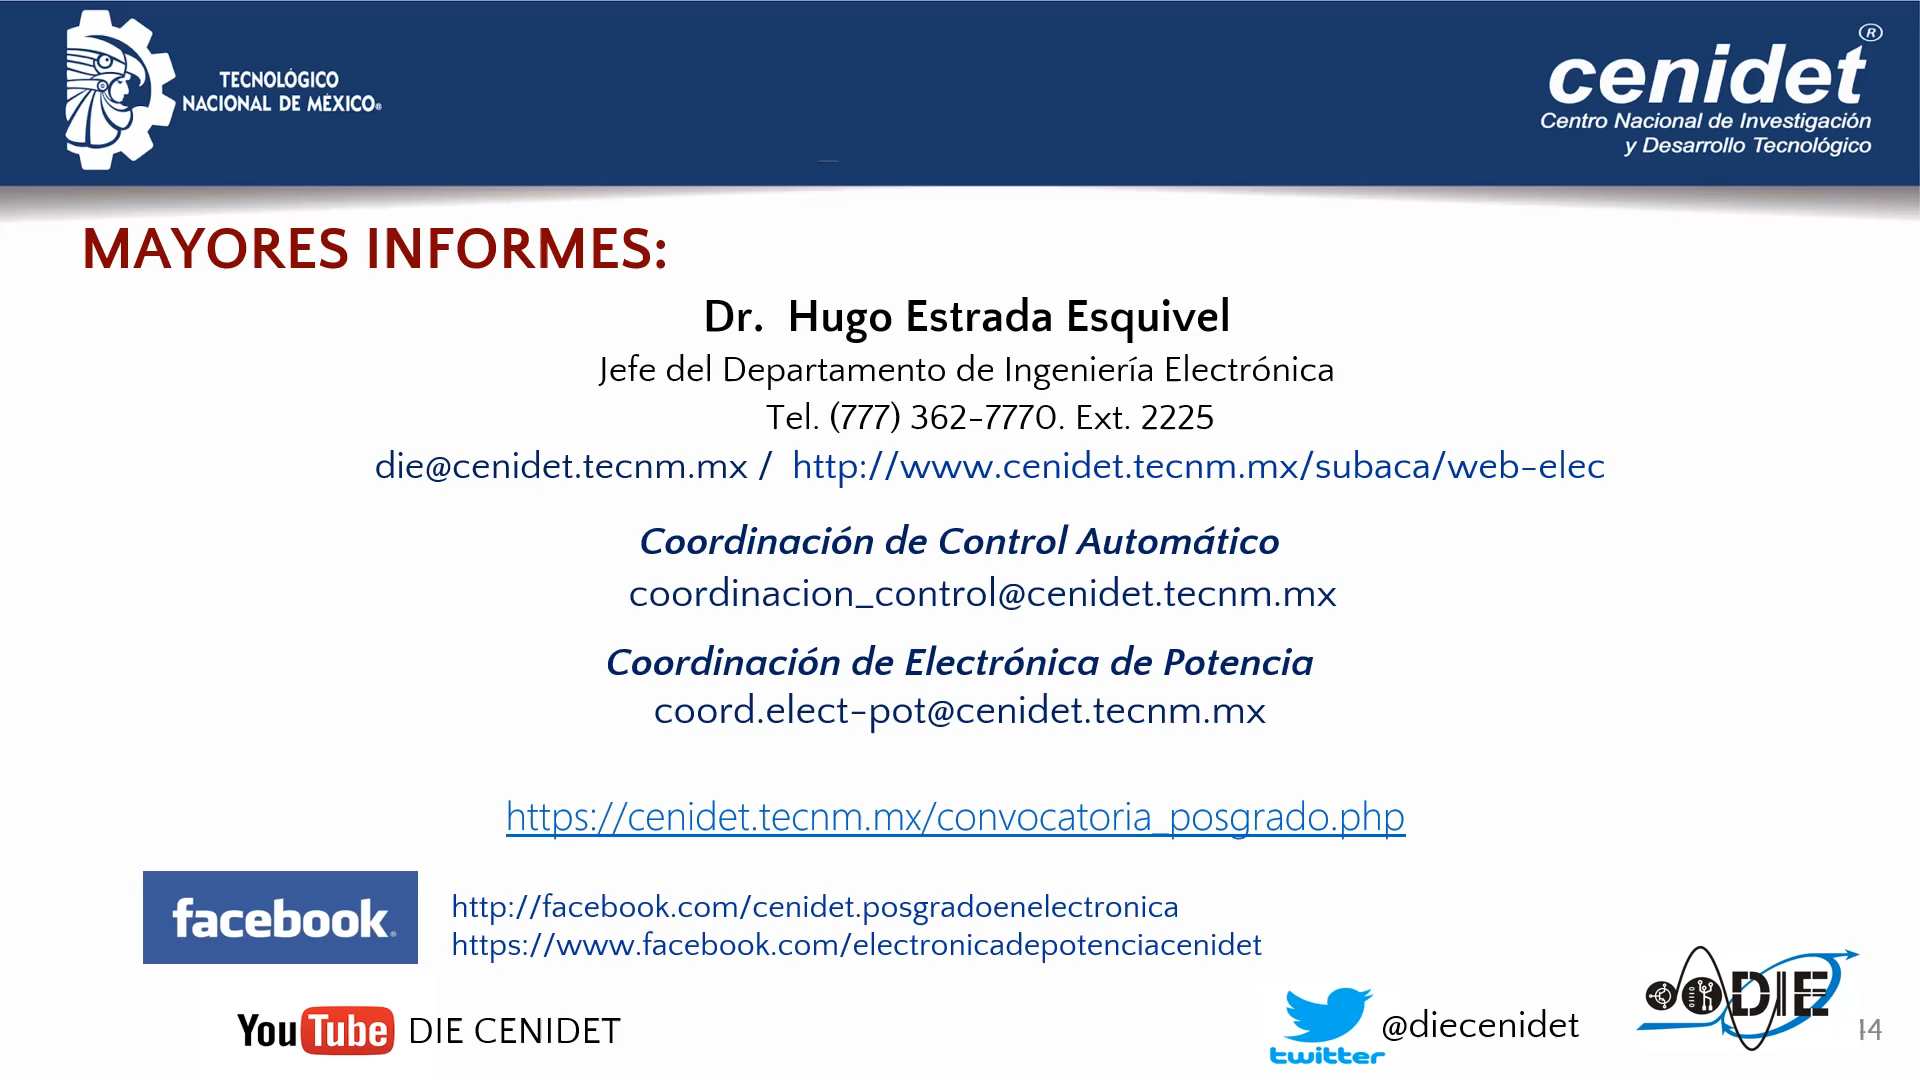 TECNOLÓGICO
NACIONAL DE MÉXICO®
cenidet®
Centro Nacional de Investigación
y Desarrollo Tecnológico
MAYORES INFORMES:
Dr. Hugo Estrada Esquivel
Jefe del Departamento de Ingeniería Electrónica
Tel. (777) 362-7770. Ext. 2225
die@cenidet.tecnm.mx / http://www.cenidet.tecnm.mx/subaca/web-elec
Coordinación de Control Automático
coordinacion_control@cenidet.tecnm.mx
Coordinación de Electrónica de Potencia
coord.elect-pot@cenidet.tecnm.mx
https://cenidet.tecnm.mx/convocatoria_posgrado.php
facebook®
http://facebook.com/cenidet.posgradoenelectronica
https://www.facebook.com/electronicadepotenciacenidet
YouTube DIE CENIDET
twitter @diecenidet
DIE